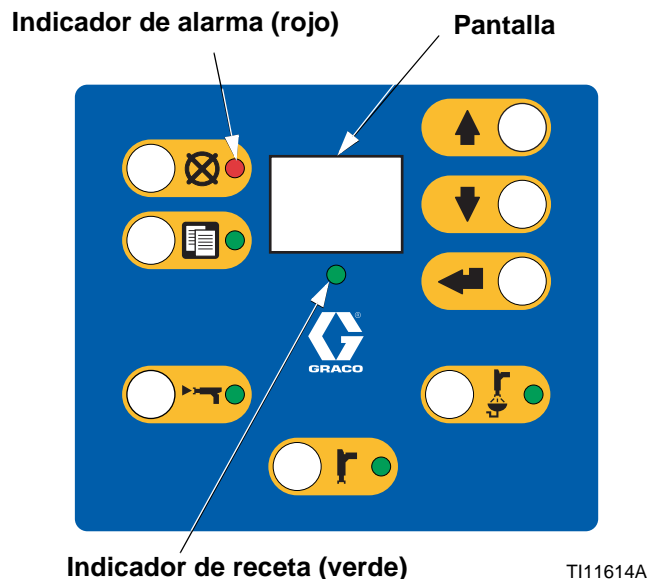 Indicador de alarma (rojo)
Pantalla
®
GRACO
Indicador de receta (verde)
TI11614A